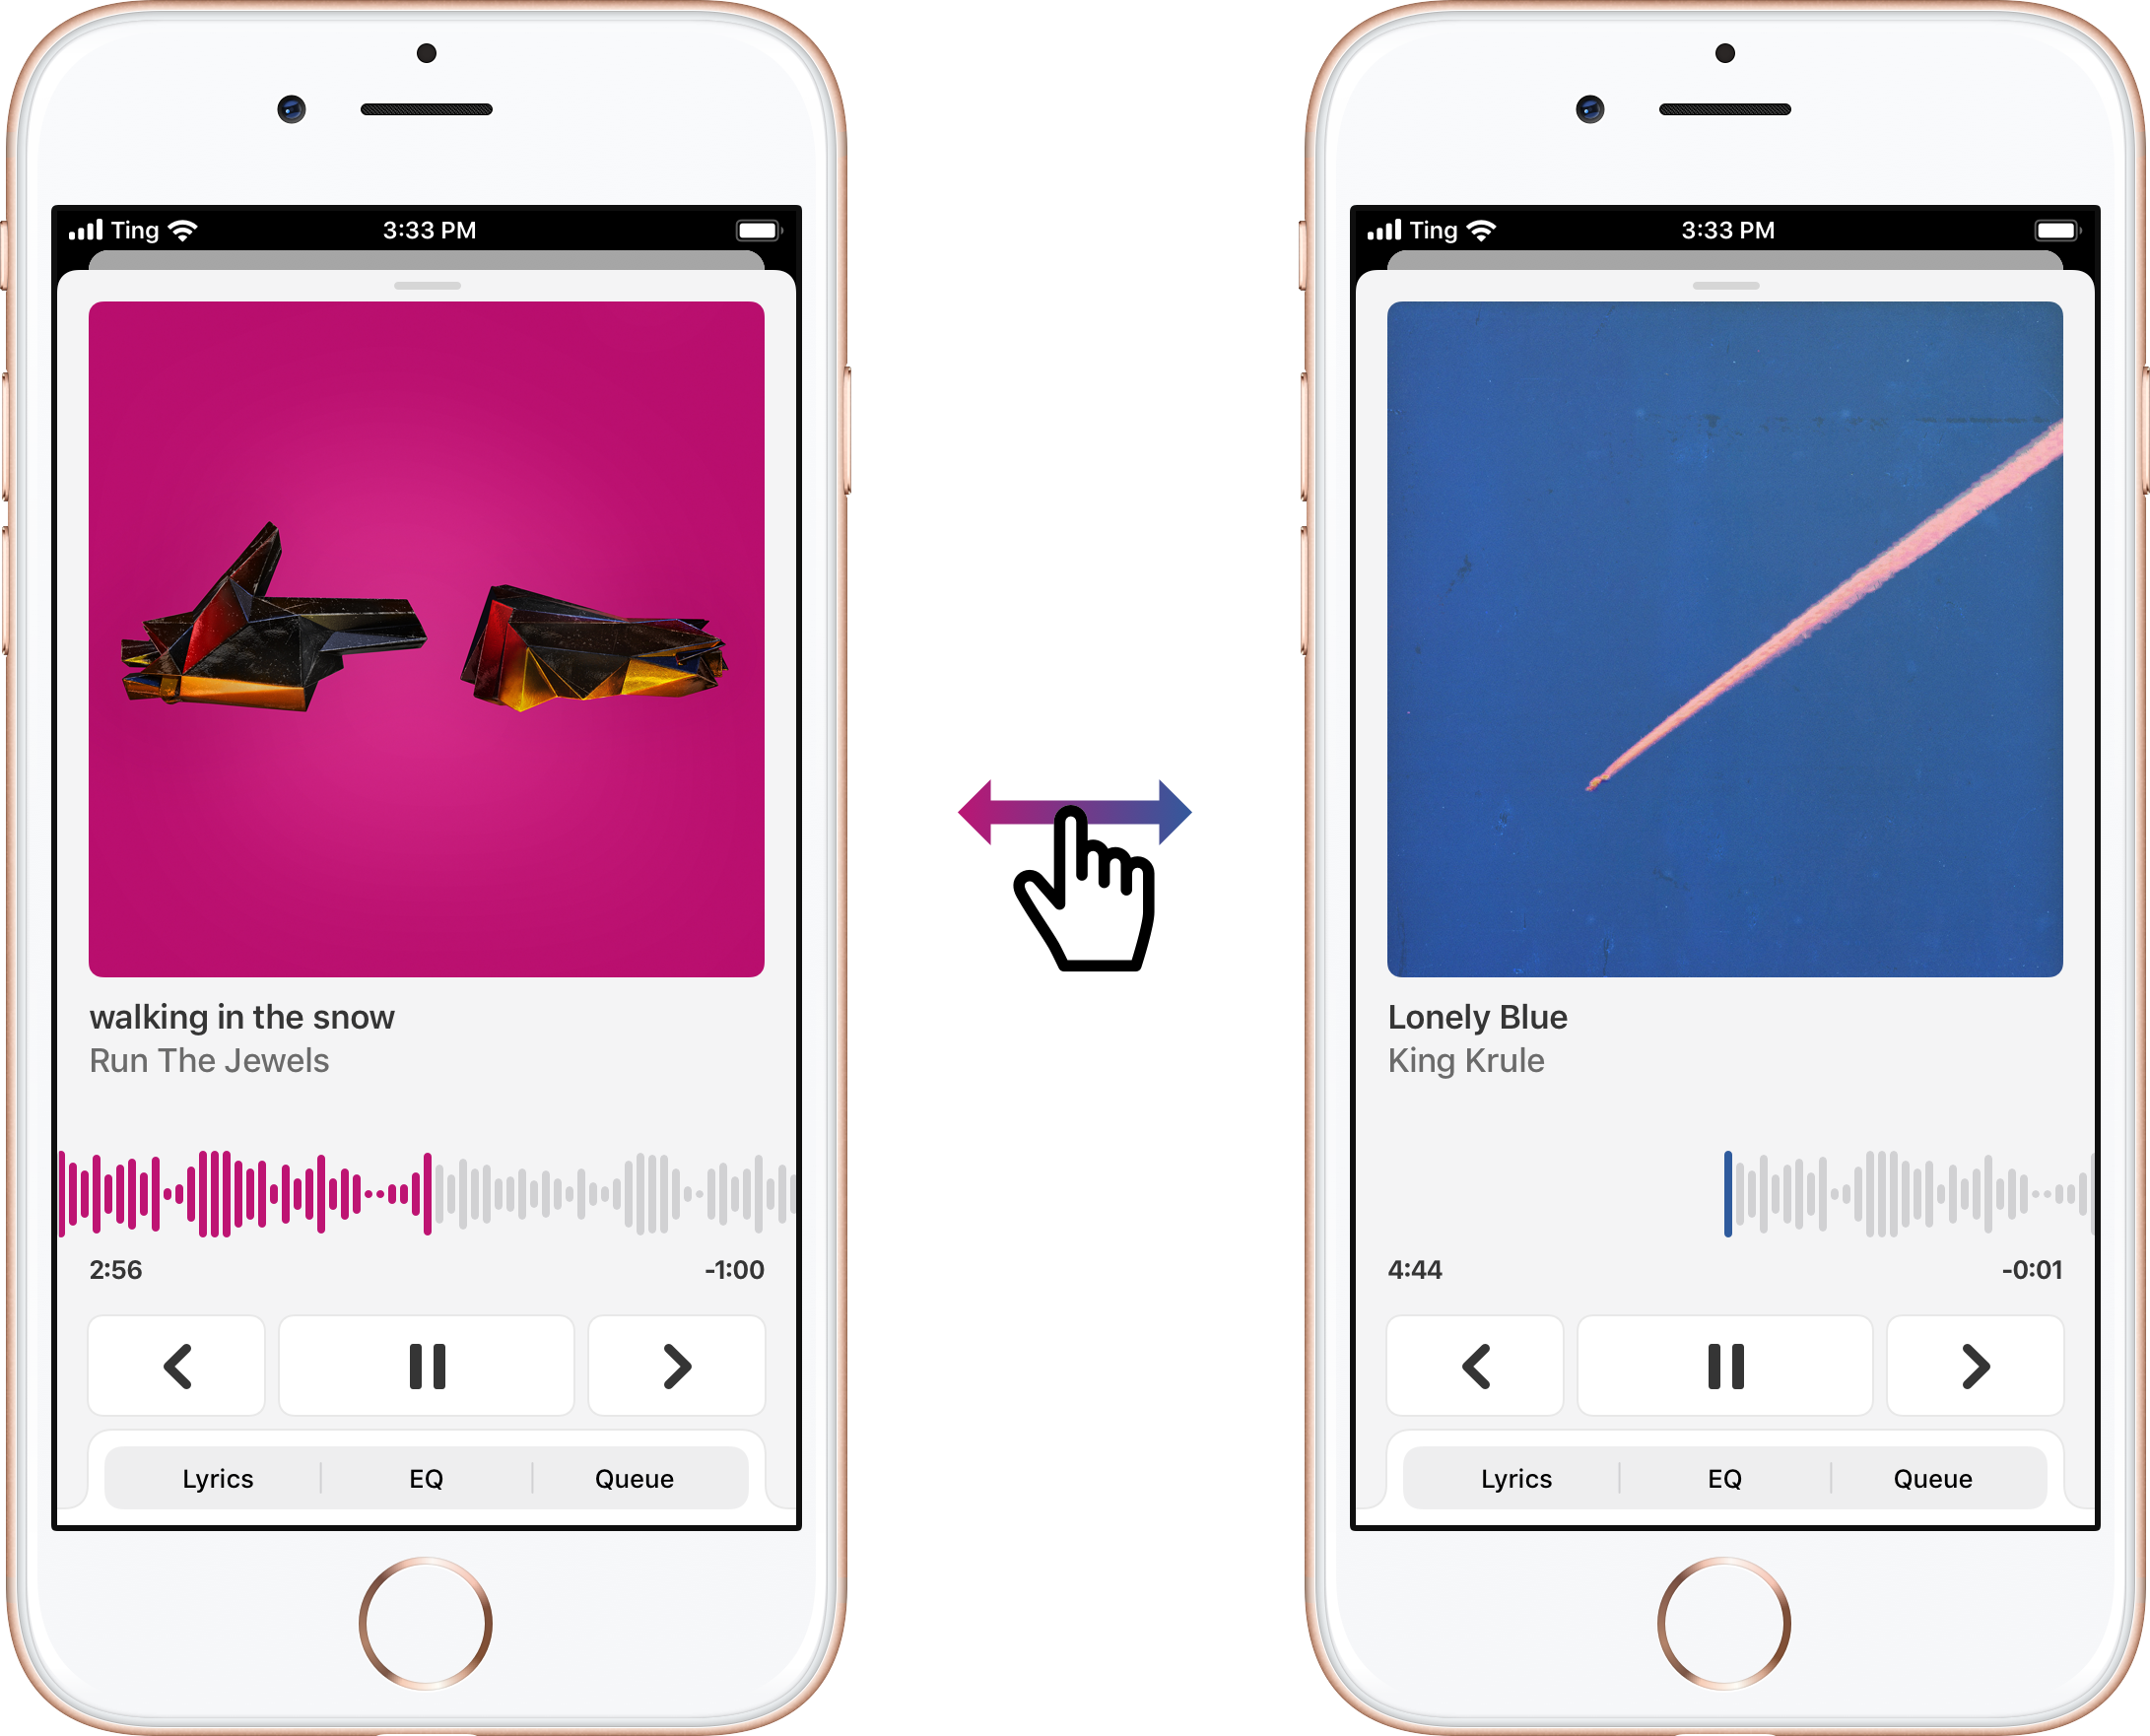 Ting
3:33 PM
walking in the snow
Run The Jewels
2:56
-1:00
Lyrics
EQ
Queue
Ting
3:33 PM
Lonely Blue
King Krule
4:44
-0:01
Lyrics
EQ
Queue